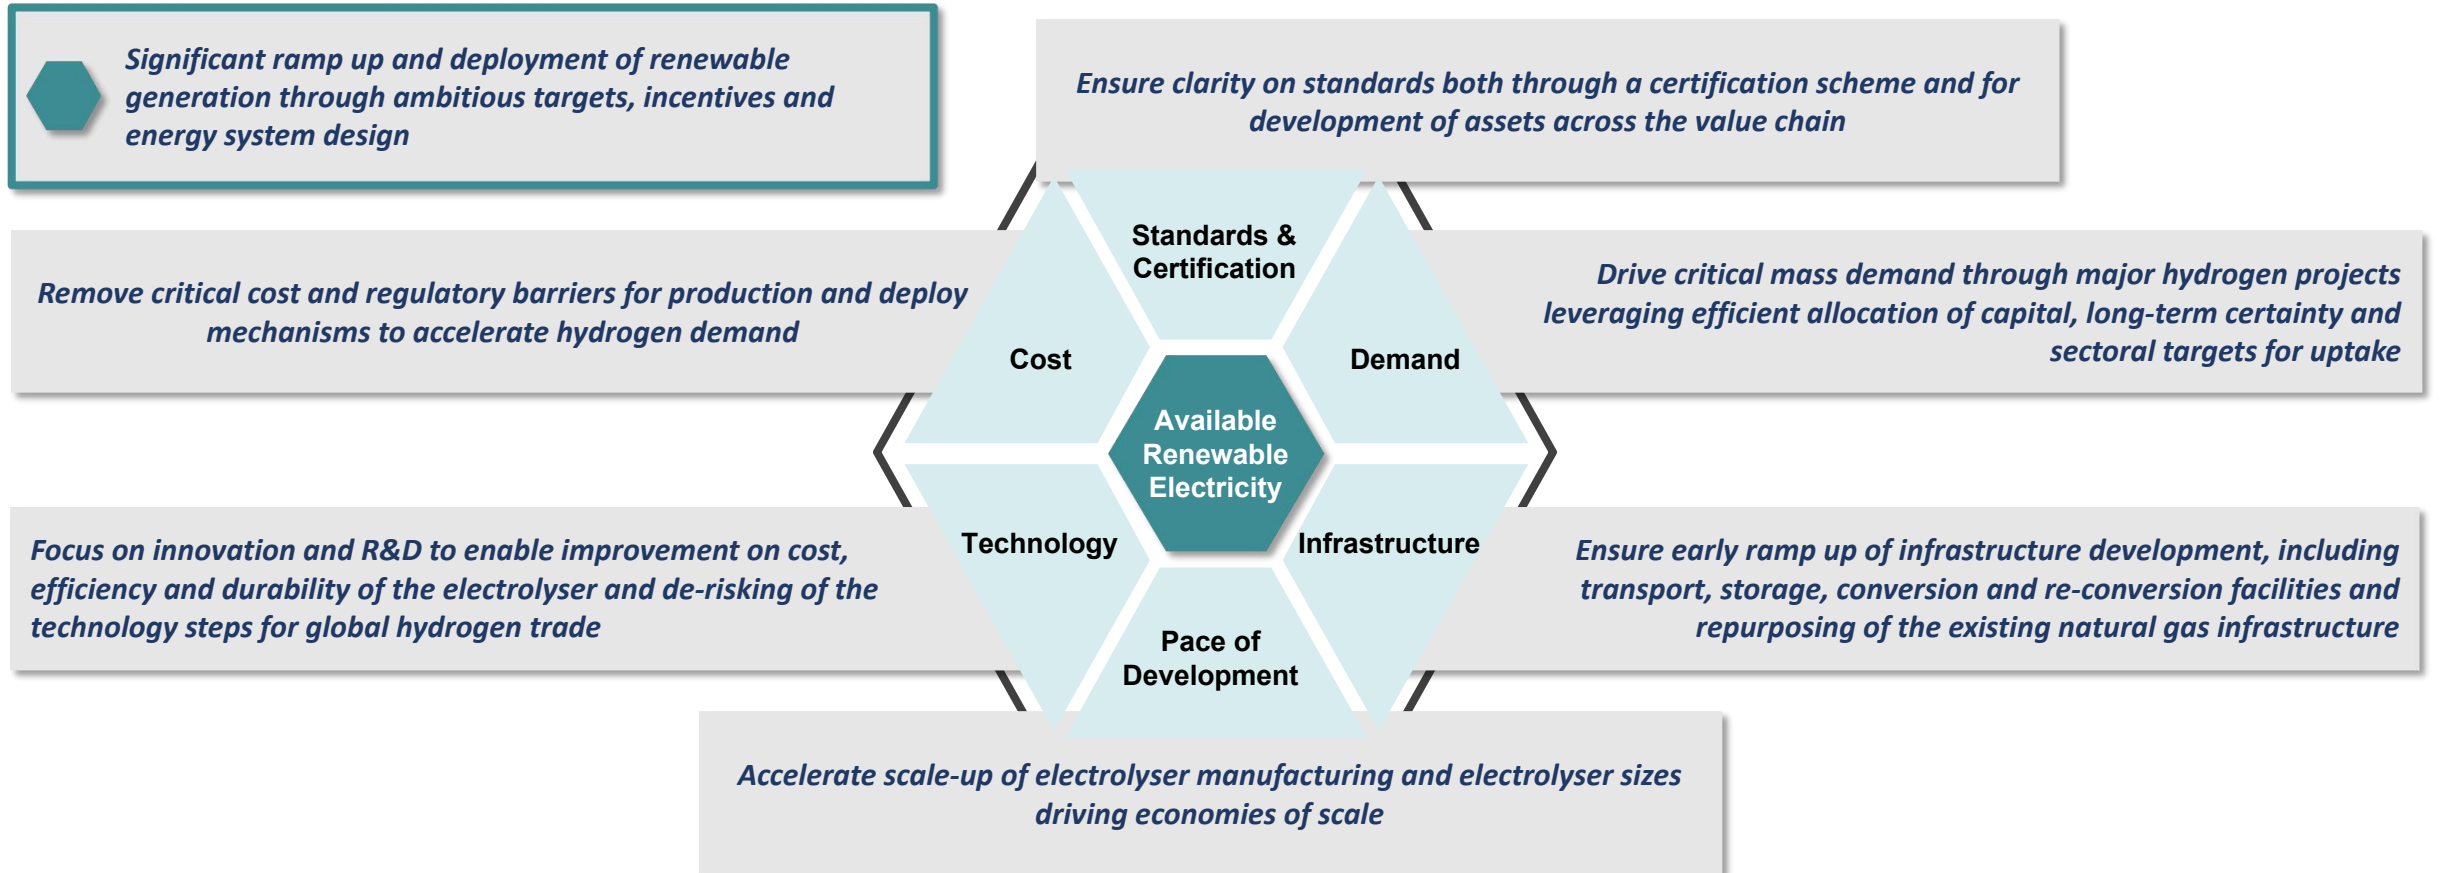 Significant ramp up and deployment of renewable
generation through ambitious targets, incentives and
energy system design
Ensure clarity on standards both through a certification scheme and for
development of assets across the value chain
Standards &
Certification
Remove critical cost and regulatory barriers for production and deploy
mechanisms to accelerate hydrogen demand
Cost
Demand
Drive critical mass demand through major hydrogen projects
leveraging efficient allocation of capital, long-term certainty and
sectoral targets for uptake
Available
Renewable
Electricity
Focus on innovation and R&D to enable improvement on cost,
efficiency and durability of the electrolyser and de-risking of the
technology steps for global hydrogen trade
Technology
Infrastructure
Ensure early ramp up of infrastructure development, including
transport, storage, conversion and re-conversion facilities and
repurposing of the existing natural gas infrastructure
Pace of
Development
Accelerate scale-up of electrolyser manufacturing and electrolyser sizes
driving economies of scale